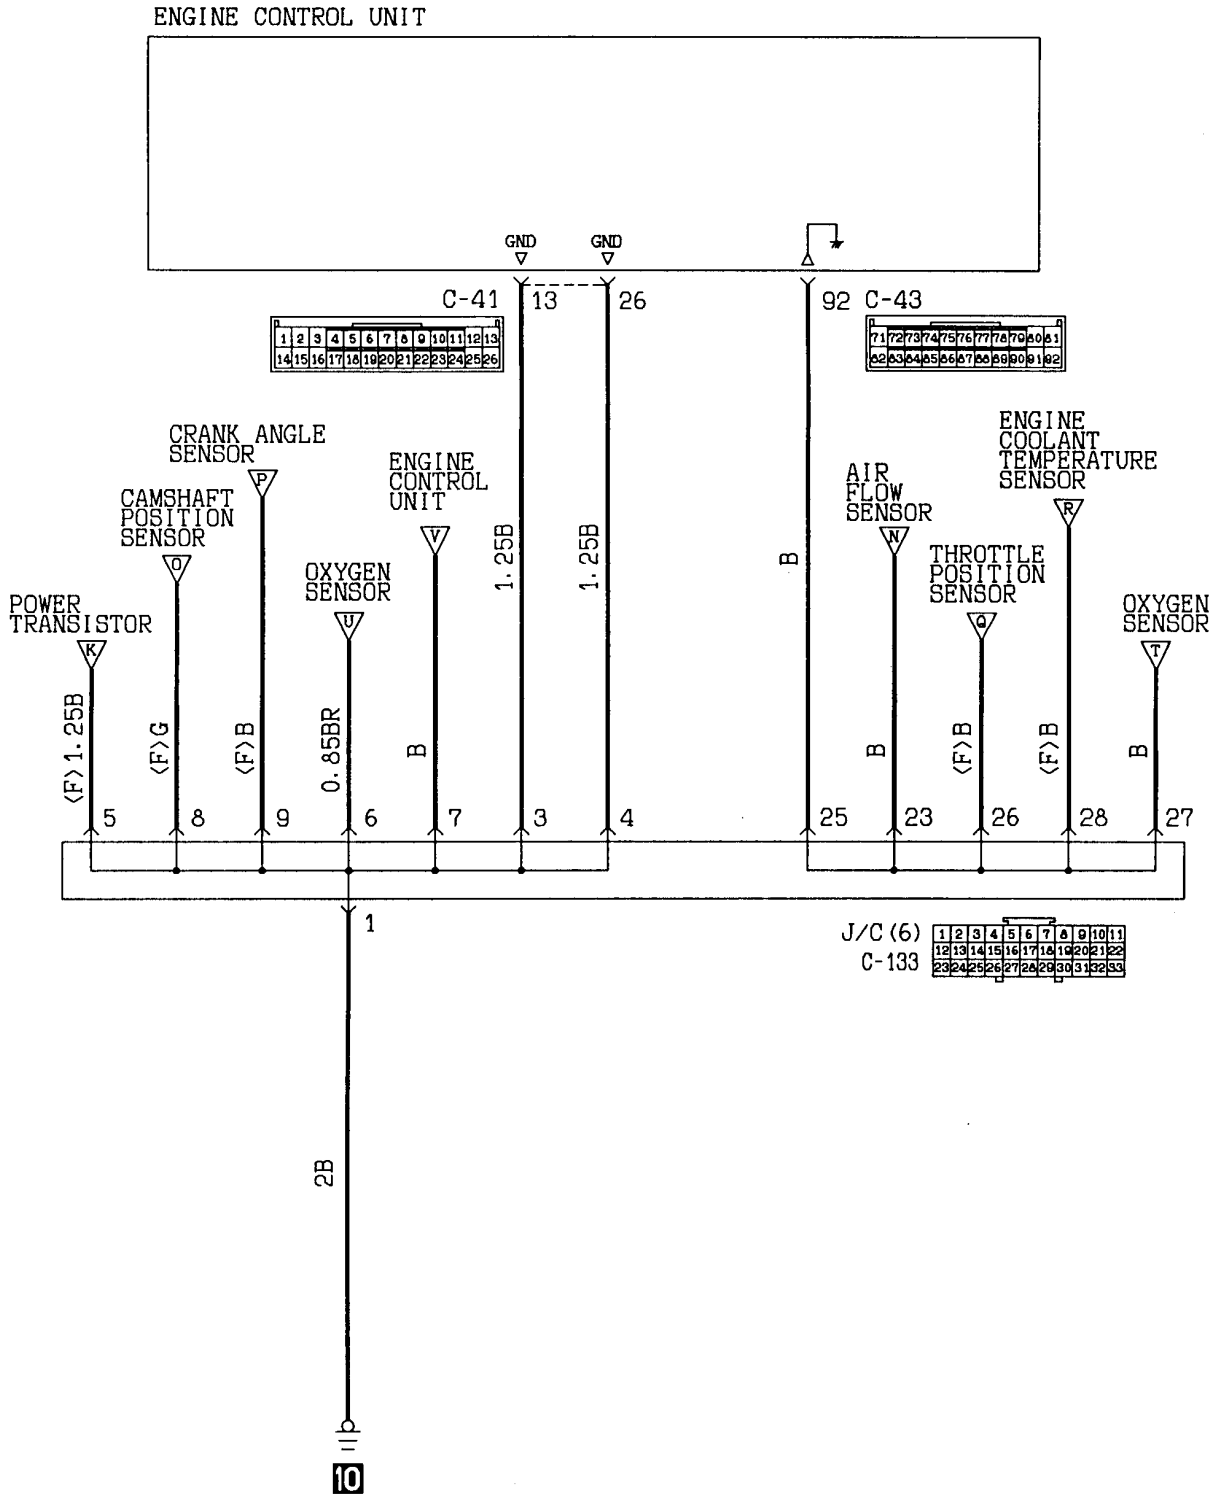 ENGINE CONTROL UNIT
GND GND
C-41 13 26 92 C-43
1 2 3 4 5 6 7 8 9 10 11 12 13
14 15 16 17 18 19 20 21 22 23 24 25 26
71 72 73 74 75 76 77 78 79 80 81
82 83 84 85 86 87 88 89 90 91 92
CRANK ANGLE
SENSOR
P
CAMSHAFT
POSITION
SENSOR
O
POWER
TRANSISTOR
K
OXYGEN
SENSOR
U
ENGINE
CONTROL
UNIT
V
AIR
FLOW
SENSOR
N
ENGINE
COOLANT
TEMPERATURE
SENSOR
R
THROTTLE
POSITION
SENSOR
Q
OXYGEN
SENSOR
T
<F>1.25B
<F>G
<F>B
0.85BR
B
1.25B
1.25B
B
B
<F>B
<F>B
B
5 8 9 6 7 3 4 25 23 26 28 27
1
J/C(6)
C-133
1 2 3 4 5 6 7 8 9 10 11
12 13 14 15 16 17 18 19 20 21 22
23 24 25 26 27 28 29 30 31 32 33
2B
10